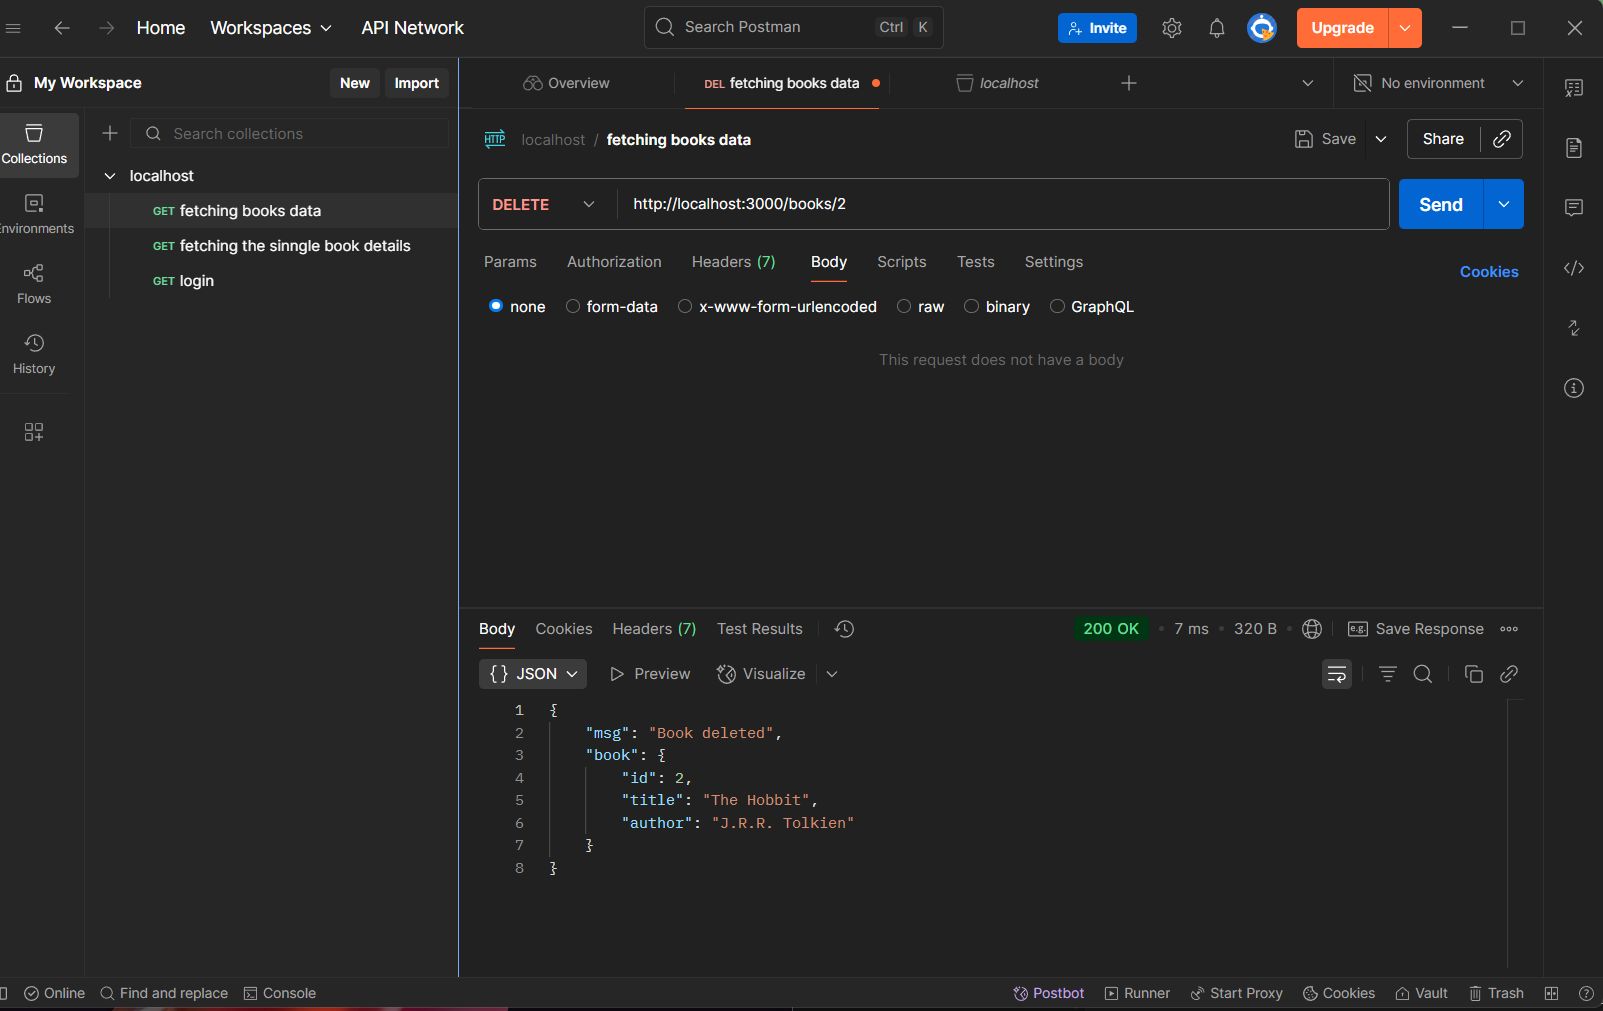 Home Workspaces API Network Search Postman Ctrl K Invite Upgrade
My Workspace New Import Overview DEL fetching books data localhost No environment
Search collections
Collections
localhost / fetching books data Save Share
localhost
DELETE http://localhost:3000/books/2 Send
GET fetching books data
GET fetching the sinngle book details
GET login
nvironments
Flows
History
Params Authorization Headers (7) Body Scripts Tests Settings Cookies
none form-data x-www-form-urlencoded raw binary GraphQL
This request does not have a body
Body Cookies Headers (7) Test Results 200 OK • 7 ms • 320 B • e.g. Save Response
{} JSON Preview Visualize
1 {
2 "msg": "Book deleted",
3 "book": {
4 "id": 2,
5 "title": "The Hobbit",
6 "author": "J.R.R. Tolkien"
7 }
8 }
Online Find and replace Console Postbot Runner Start Proxy Cookies Vault Trash